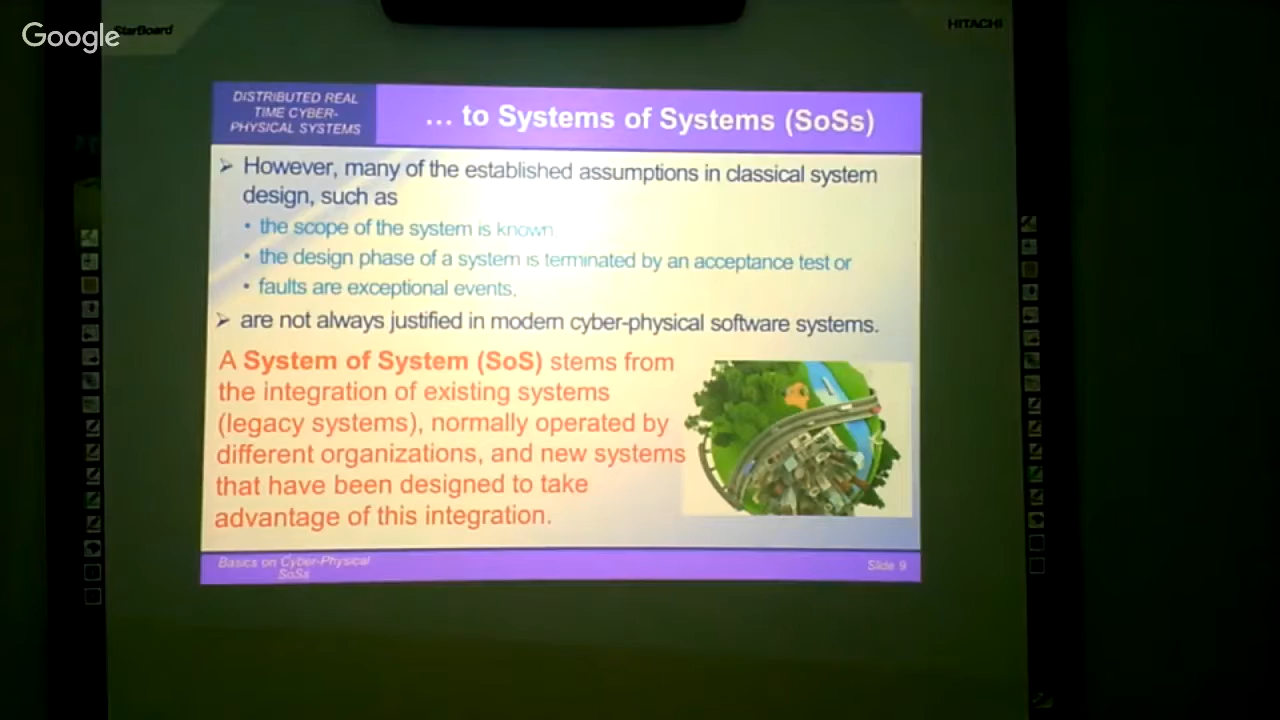 Google
StarBoard
HITACHI
DISTRIBUTED REAL
TIME CYBER-
PHYSICAL SYSTEMS
… to Systems of Systems (SoSs)
➢ However, many of the established assumptions in classical system
design, such as
• the scope of the system is known
• the design phase of a system is terminated by an acceptance test or
• faults are exceptional events.
➢ are not always justified in modern cyber-physical software systems.
A System of System (SoS) stems from
the integration of existing systems
(legacy systems), normally operated by
different organizations, and new systems
that have been designed to take
advantage of this integration.
Basics on Cyber-Physical
SoSs
Slide 9